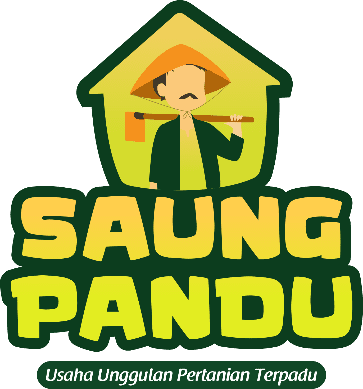 SAUNG
PANDU
Usaha Unggulan Pertanian Terpadu